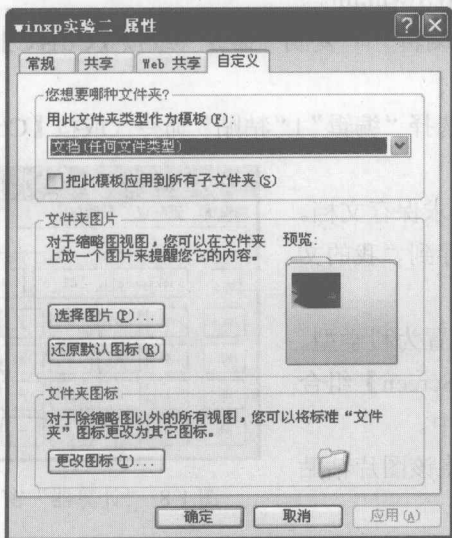 winxp实验二 属性
常规
共享
Web 共享
自定义
您想要哪种文件夹?
用此文件夹类型作为模板(P):
文档(任何文件类型)
把此模板应用到所有子文件夹(S)
文件夹图片
对于缩略图视图，您可以在文件夹
上放一个图片来提醒您它的内容。
预览:
选择图片(P)...
还原默认图标(R)
文件夹图标
对于除缩略图以外的所有视图，您可以将标准“文件
夹”图标更改为其它图标。
更改图标(I)...
确定
取消
应用(A)